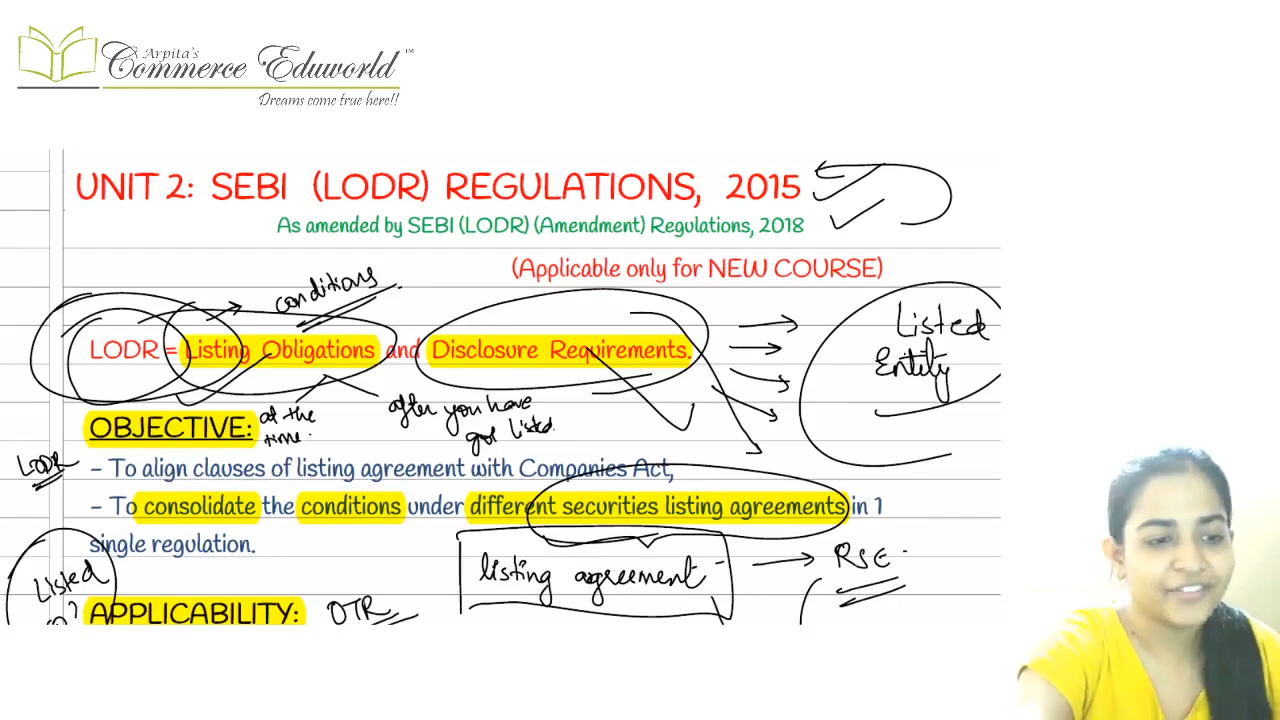 Arpita's
Commerce Eduworld™
Dreams come true here!!
UNIT 2: SEBI (LODR) REGULATIONS, 2015
As amended by SEBI (LODR) (Amendment) Regulations, 2018
(Applicable only for NEW COURSE)
conditions
Listed
Entity
LODR = Listing Obligations and Disclosure Requirements.
at the
time.
after you have
got listed
OBJECTIVE:
LODR
- To align clauses of listing agreement with Companies Act,
- To consolidate the conditions under different securities listing agreements in 1
single regulation.
listing agreement
RSE
Listed
APPLICABILITY:
OTR